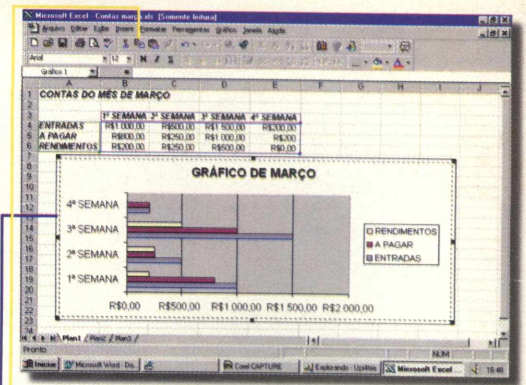 Microsoft Excel - Contas março.xls [Somente leitura]
Arquivo Editar Exibir Inserir Formatar Ferramentas Gráfico Janela Ajuda
Arial 12 N I S
Gráfico 1
A B C D E F G H I J
1 CONTAS DO MÊS DE MARÇO
2
3 1ª SEMANA 2ª SEMANA 3ª SEMANA 4ª SEMANA
4 ENTRADAS R$1.000,00 R$500,00 R$1.500,00 R$200,00
5 A PAGAR R$800,00 R$250,00 R$1.000,00 R$200
6 RENDIMENTOS R$200,00 R$250,00 R$500,00 R$0,00
7
8
9
10
11
12
13
14
15
16
17
18
19
20
21
22
23
24
GRÁFICO DE MARÇO
4ª SEMANA
3ª SEMANA
2ª SEMANA
1ª SEMANA
R$0,00 R$500,00 R$1.000,00 R$1.500,00 R$2.000,00
RENDIMENTOS
A PAGAR
ENTRADAS
Plan1 / Plan2 / Plan3 /
Pronto
NÚM
Iniciar Microsoft Word - Do... Corel CAPTURE Explorando - Microsoft Excel ... 16:48